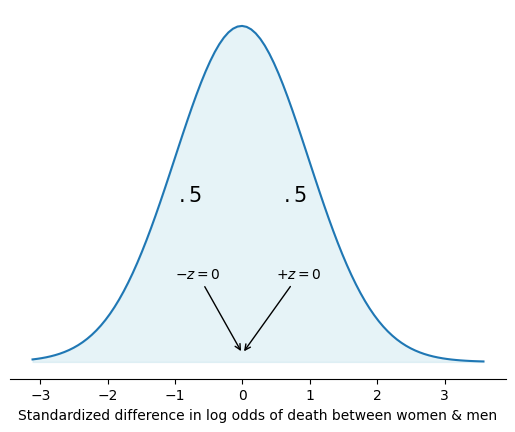 .5 .5
−z = 0 +z = 0
−3 −2 −1 0 1 2 3
Standardized difference in log odds of death between women & men